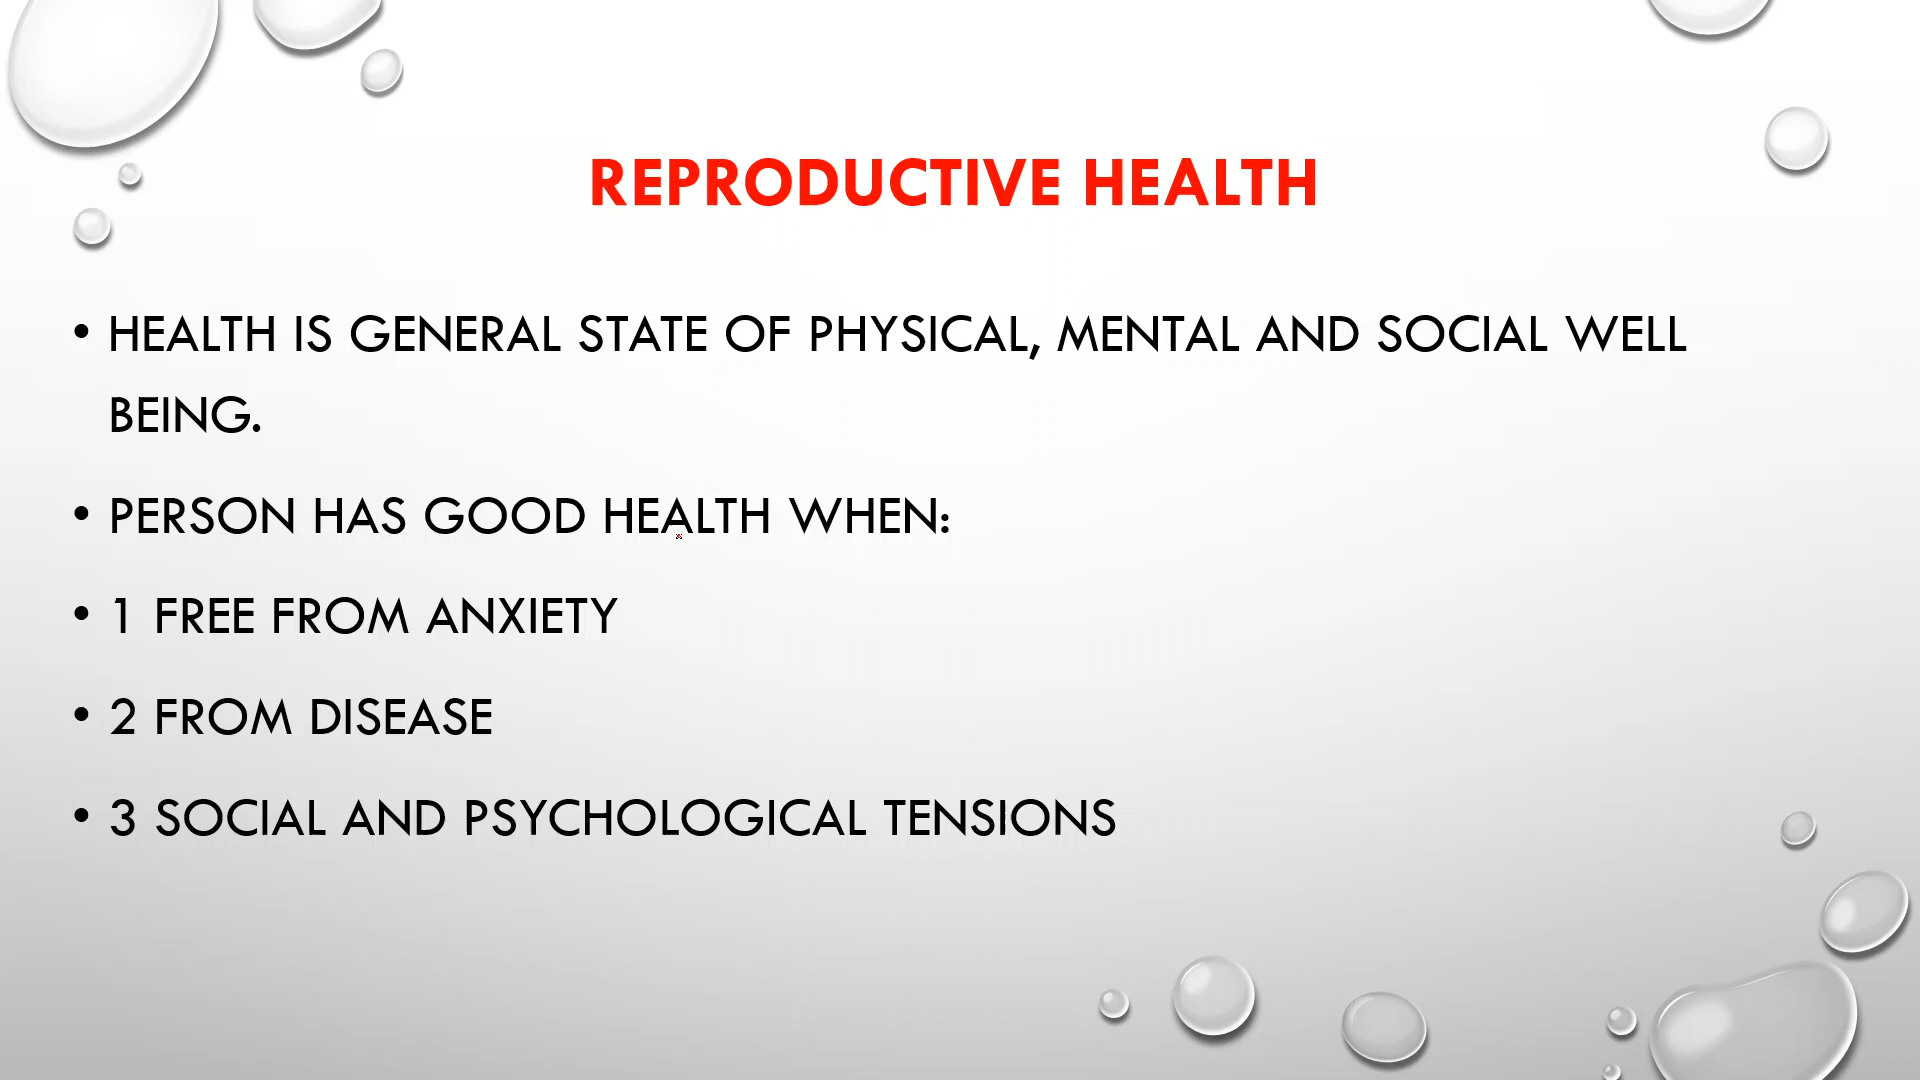 REPRODUCTIVE HEALTH
• HEALTH IS GENERAL STATE OF PHYSICAL, MENTAL AND SOCIAL WELL
BEING.
• PERSON HAS GOOD HEALTH WHEN:
• 1 FREE FROM ANXIETY
• 2 FROM DISEASE
• 3 SOCIAL AND PSYCHOLOGICAL TENSIONS